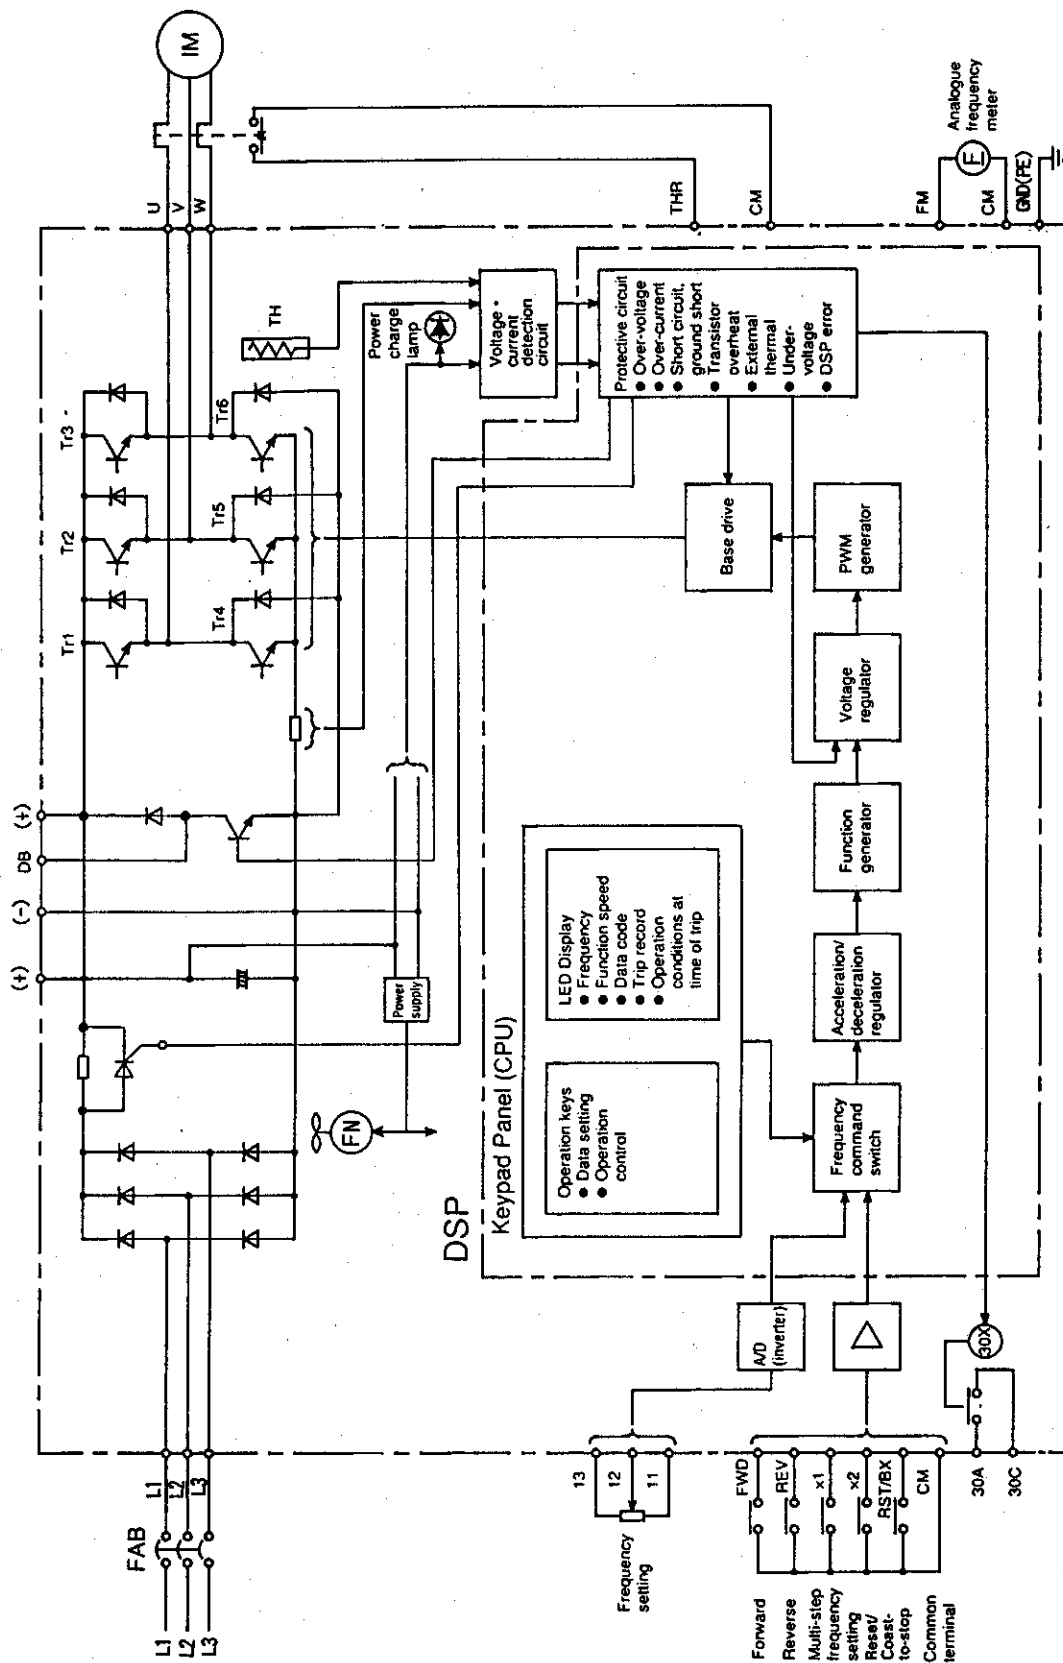 FAB
L1
L2
L3
L1
L2
L3
(+)
(-)
DB
(+)
Tr1
Tr2
Tr3
Tr4
Tr5
Tr6
U
V
W
IM
TH
FN
Power
supply
Power
charge
lamp
Voltage •
current
detection
circuit
THR
CM
FM
CM
GND(PE)
F
Analogue
frequency
meter
DSP
Keypad Panel (CPU)
Operation keys
● Data setting
● Operation
control
LED Display
● Frequency
● Function speed
● Data code
● Trip record
● Operation
conditions at
time of trip
Protective circuit
● Over-voltage
● Over-current
● Short circuit,
ground short
● Transistor
overheat
● External
thermal
● Under-
voltage
● DSP error
Base drive
Frequency
command
switch
Acceleration/
deceleration
regulator
Function
generator
Voltage
regulator
PWM
generator
A/D
(inverter)
Frequency
setting
13
12
11
Forward
Reverse
Multi-step
frequency
setting
Reset/
Coast-
to-stop
Common
terminal
FWD
REV
x1
x2
RST/BX
CM
30A
30C
30X